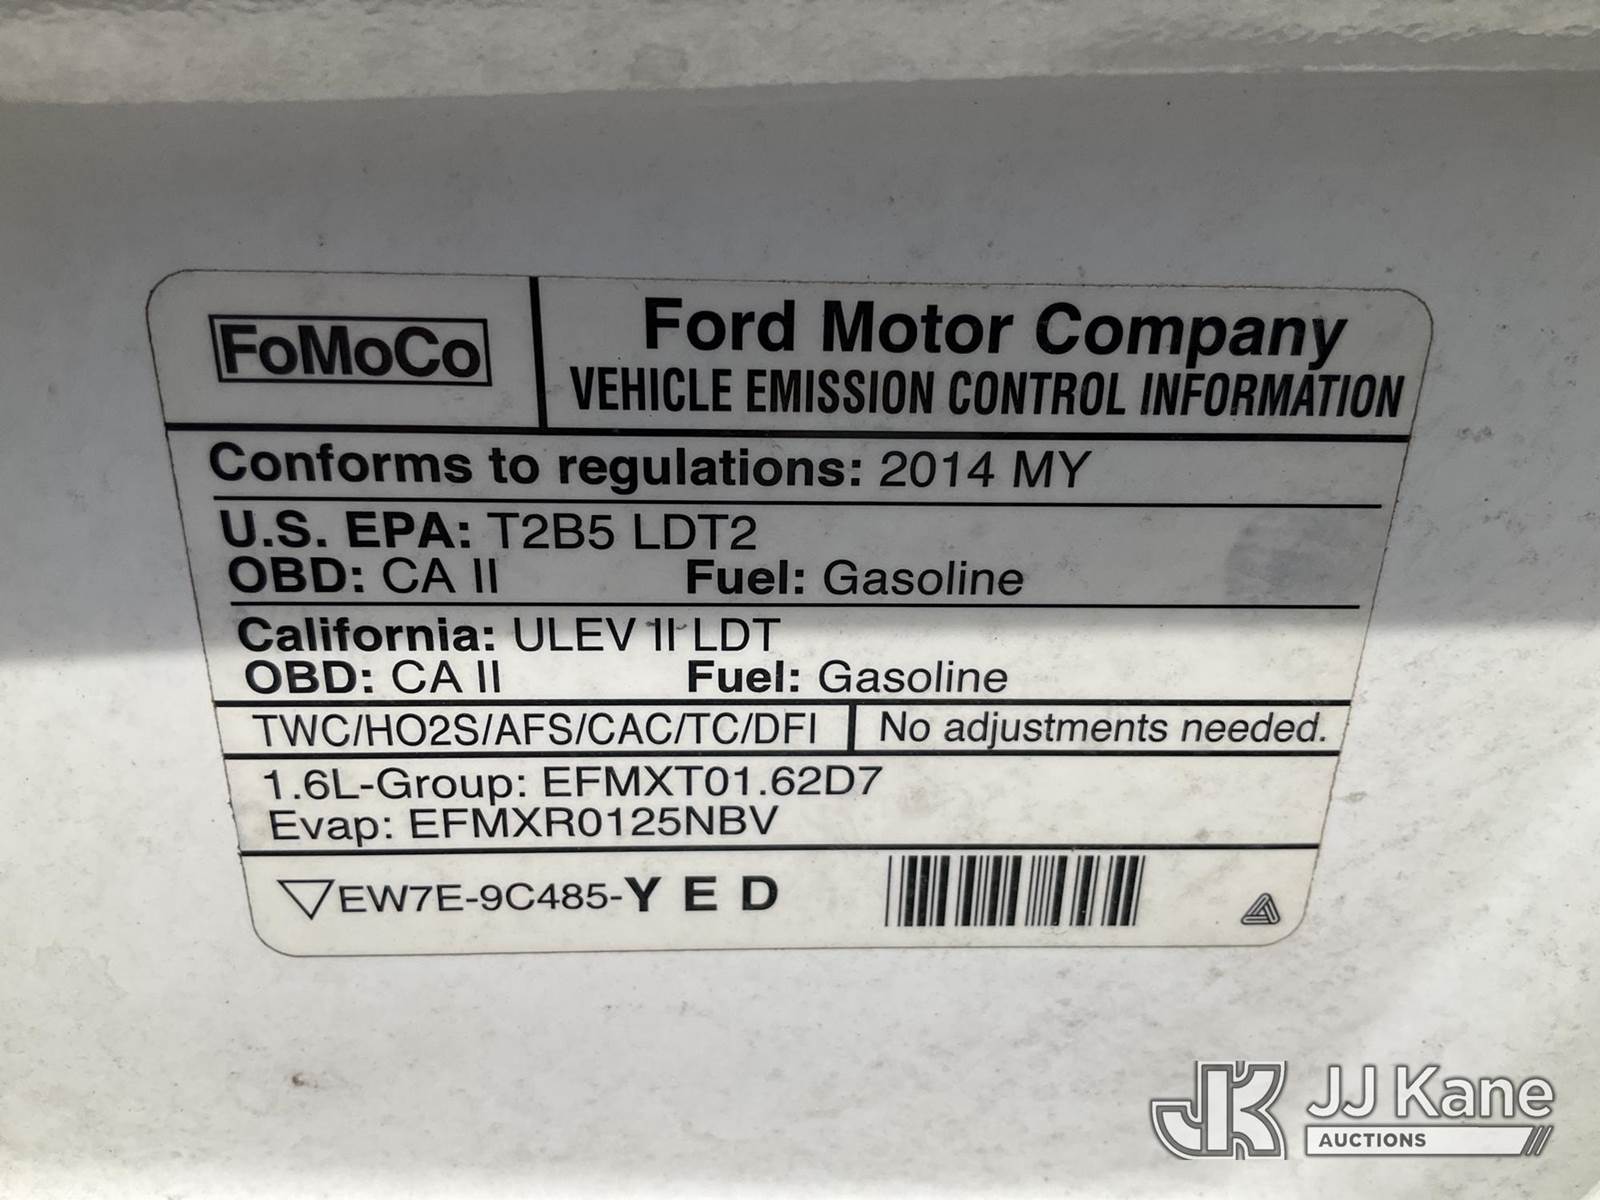 FoMoCo
Ford Motor Company
VEHICLE EMISSION CONTROL INFORMATION
Conforms to regulations: 2014 MY
U.S. EPA: T2B5 LDT2
OBD: CA II Fuel: Gasoline
California: ULEV II LDT
OBD: CA II Fuel: Gasoline
TWC/HO2S/AFS/CAC/TC/DFI No adjustments needed.
1.6L-Group: EFMXT01.62D7
Evap: EFMXR0125NBV
EW7E-9C485-Y E D
JK JJ Kane
AUCTIONS